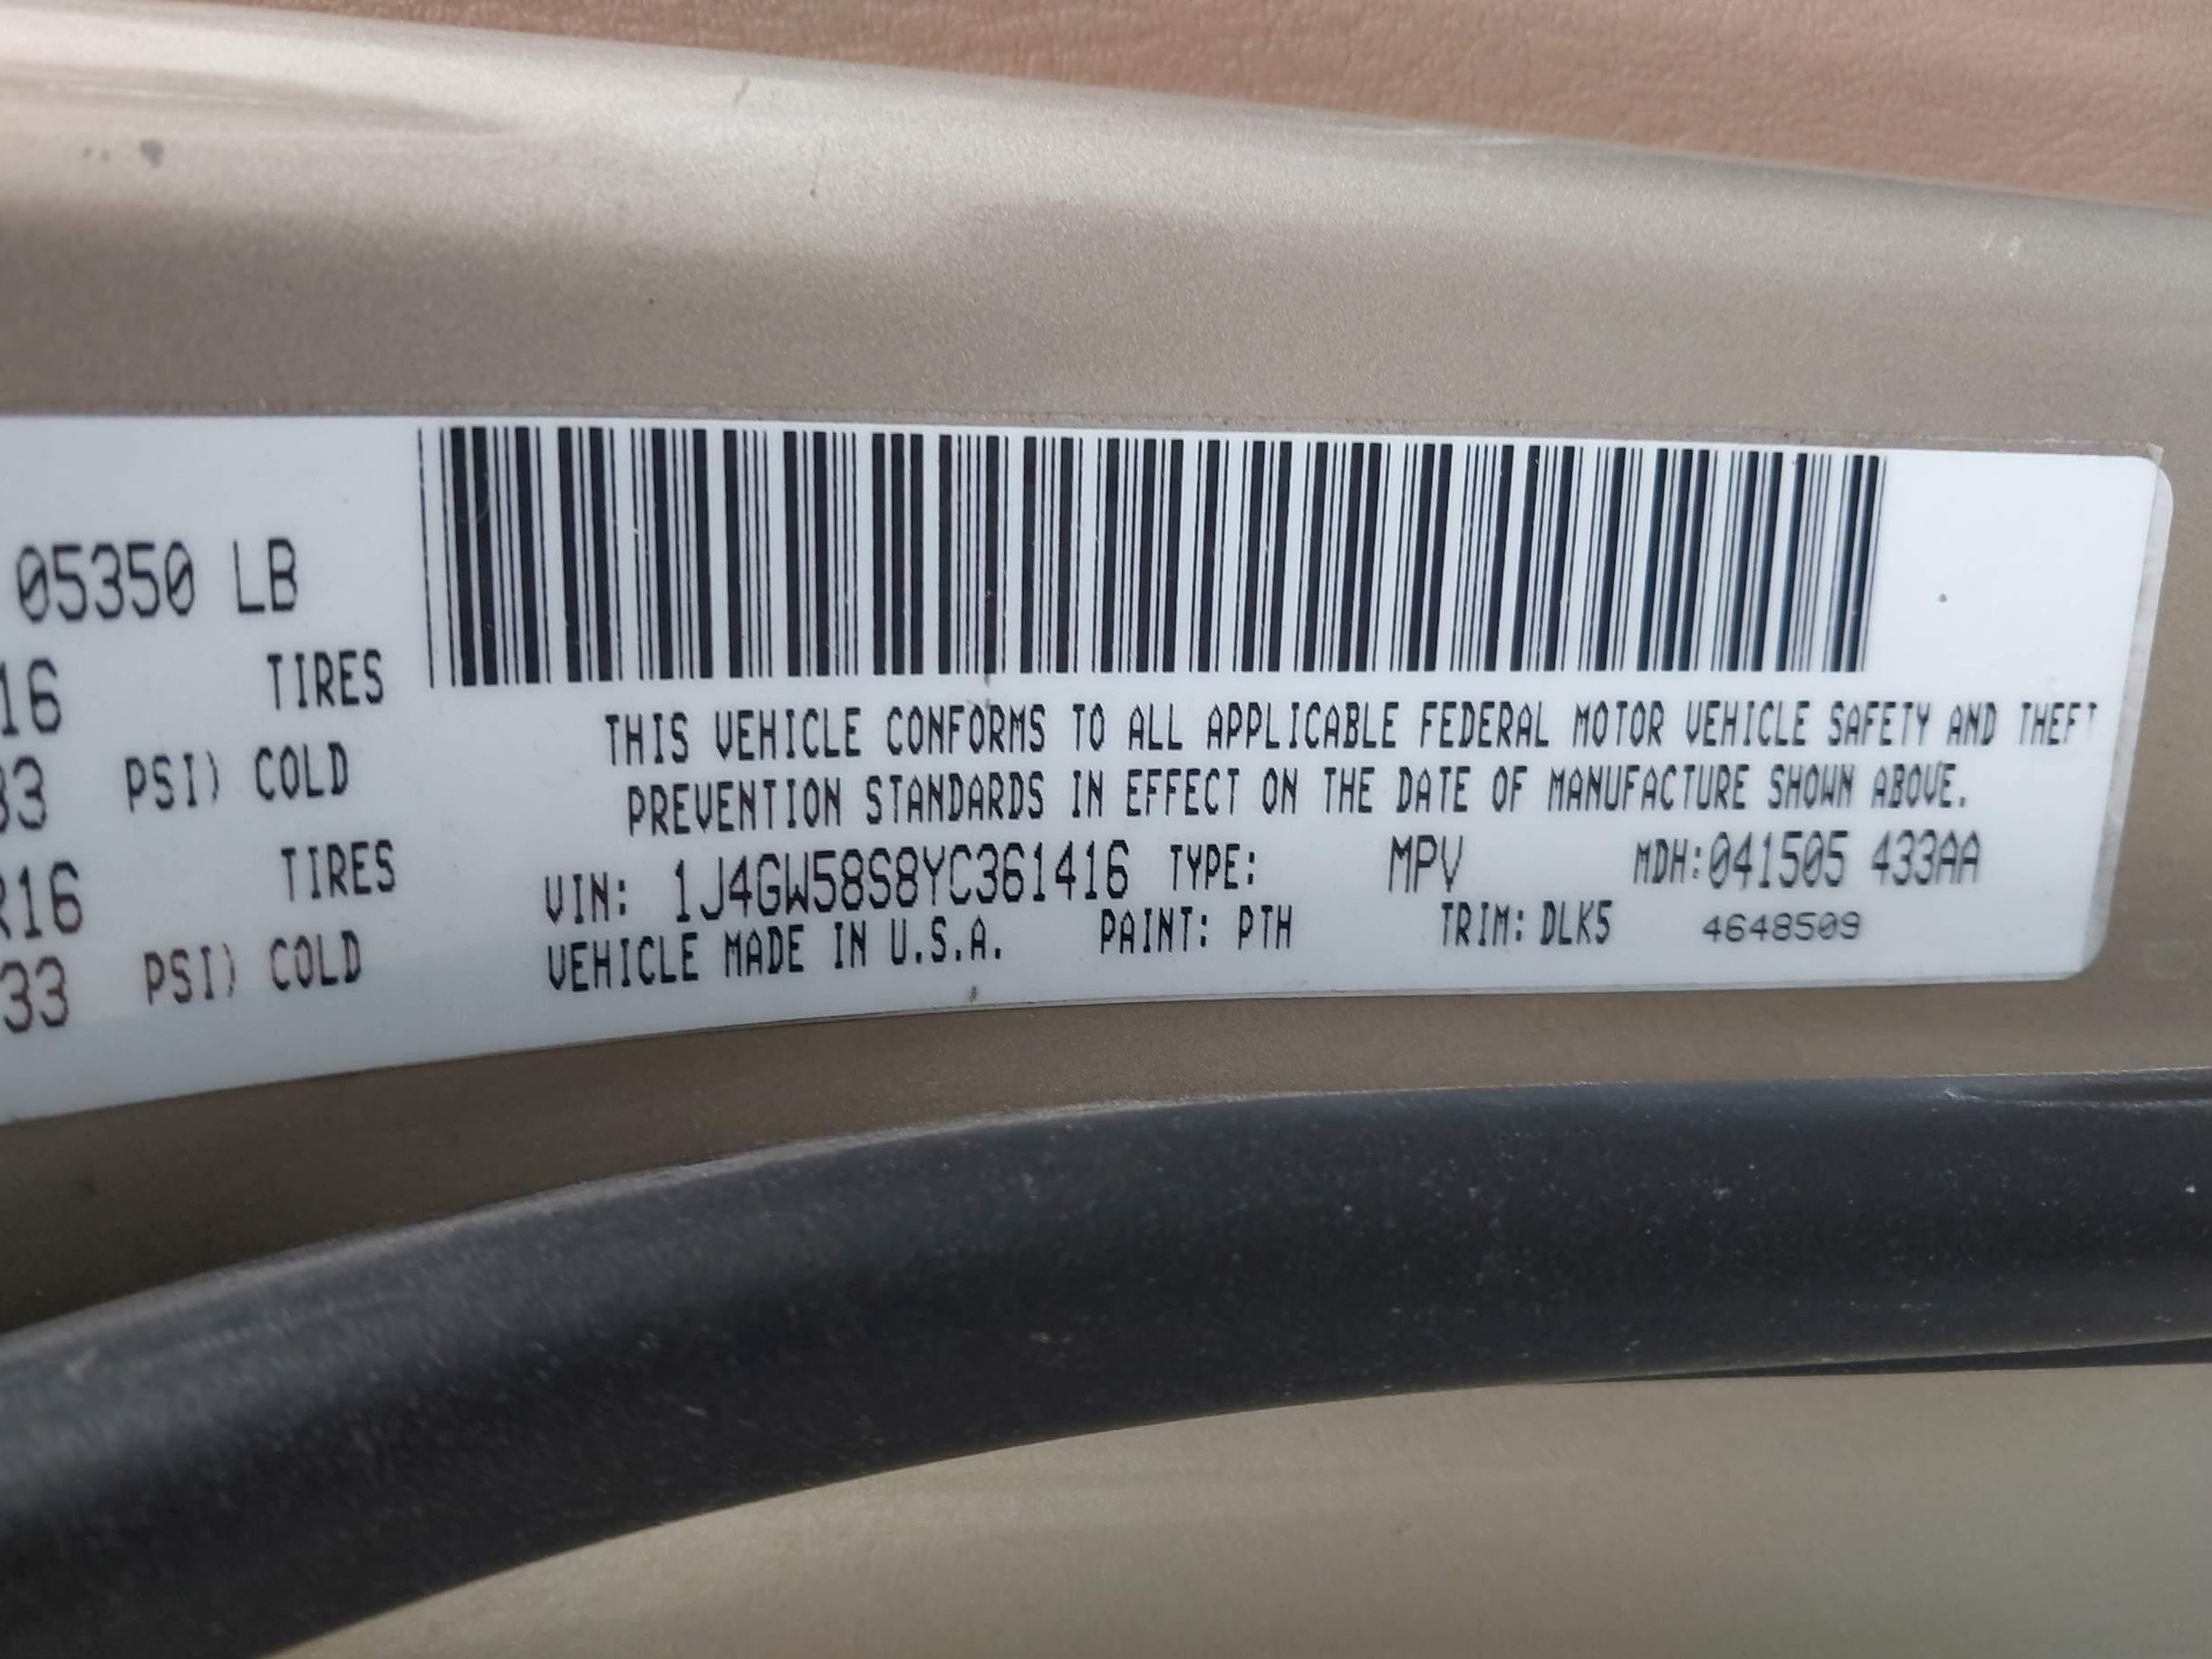 05350 LB
16 TIRES
33 PSI) COLD
R16 TIRES
33 PSI) COLD
THIS VEHICLE CONFORMS TO ALL APPLICABLE FEDERAL MOTOR VEHICLE SAFETY AND THEFT
PREVENTION STANDARDS IN EFFECT ON THE DATE OF MANUFACTURE SHOWN ABOVE.
VIN: 1J4GW58S8YC361416 TYPE: MPV MDH:041505 433AA
VEHICLE MADE IN U.S.A. PAINT: PTH TRIM: DLK5 4648509